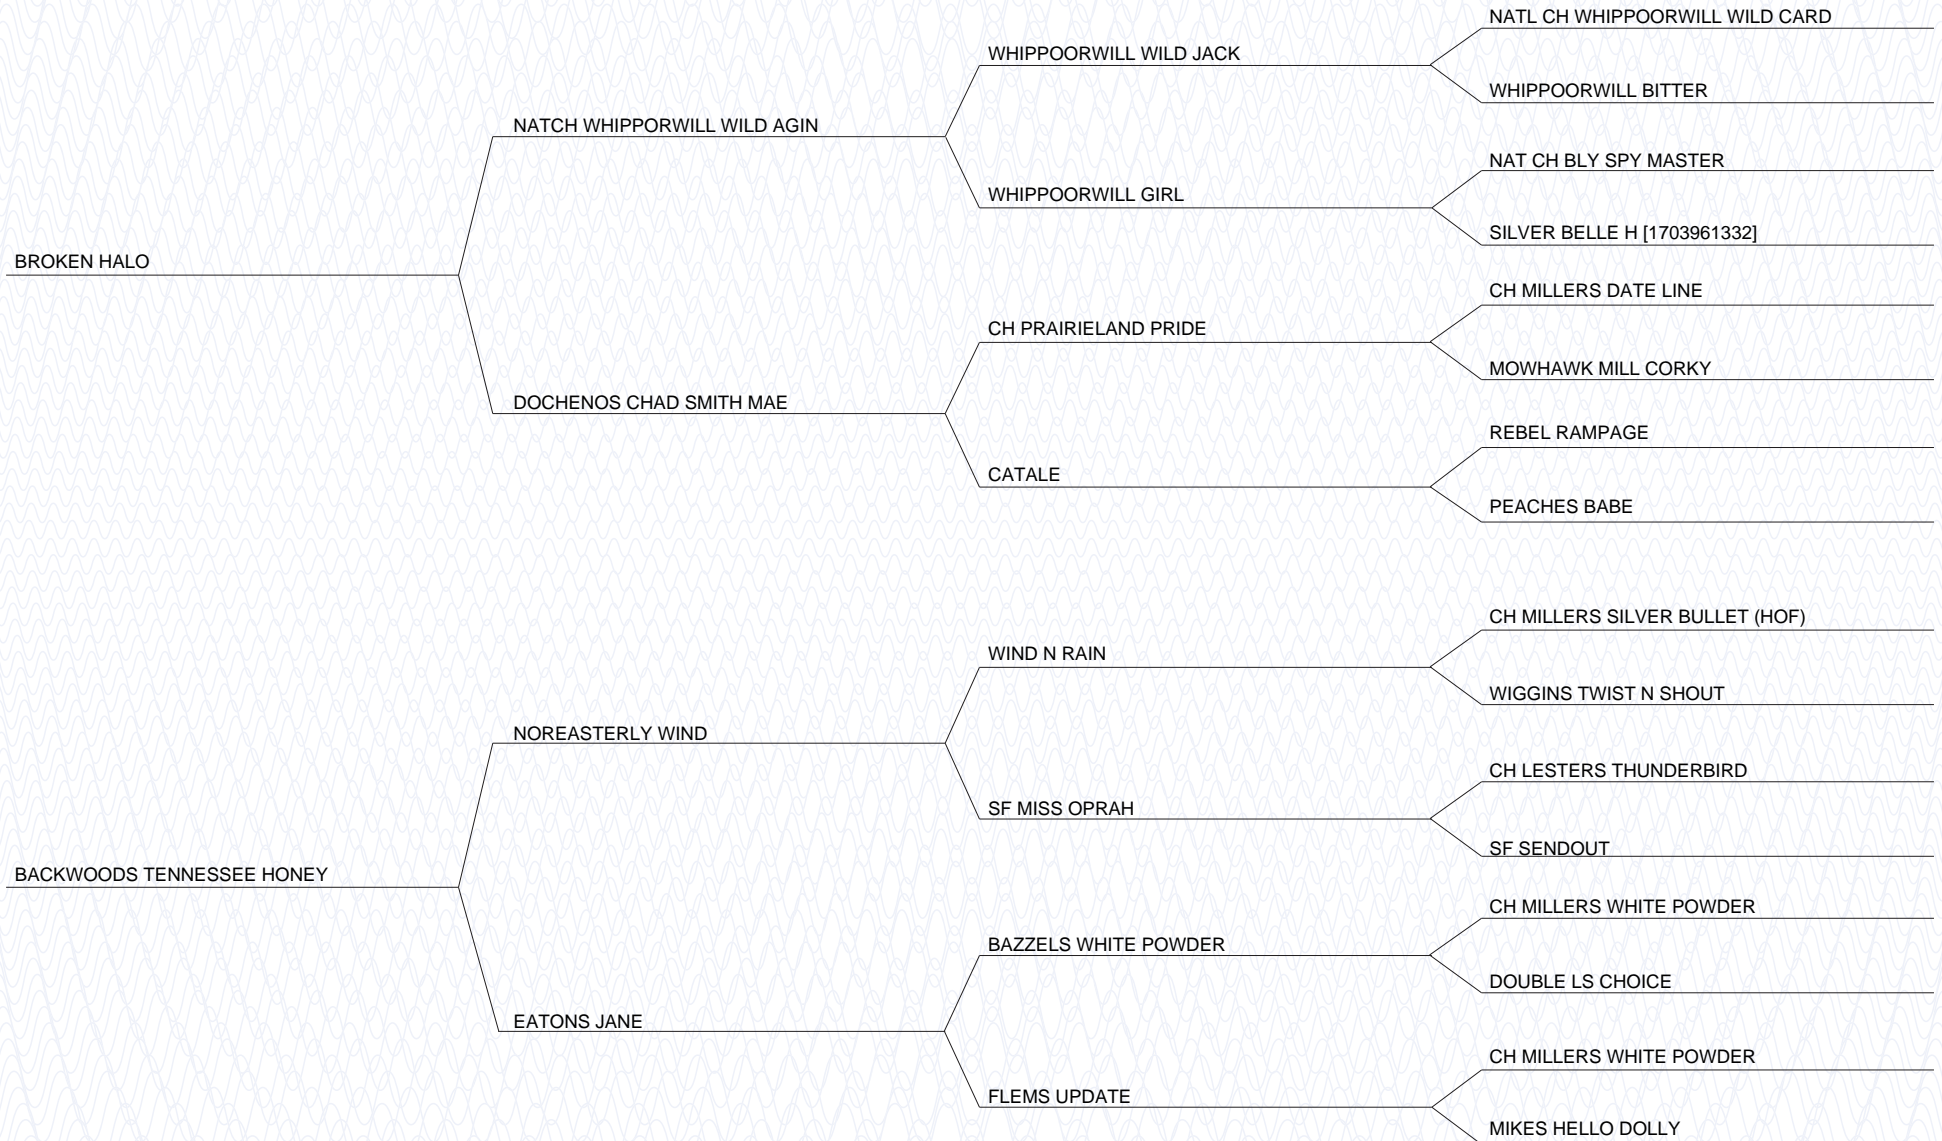 NATL CH WHIPPOORWILL WILD CARD
WHIPPOORWILL WILD JACK
WHIPPOORWILL BITTER
NATCH WHIPPORWILL WILD AGIN
NAT CH BLY SPY MASTER
WHIPPOORWILL GIRL
SILVER BELLE H [1703961332]
BROKEN HALO
CH MILLERS DATE LINE
CH PRAIRIELAND PRIDE
MOWHAWK MILL CORKY
DOCHENOS CHAD SMITH MAE
REBEL RAMPAGE
CATALE
PEACHES BABE
CH MILLERS SILVER BULLET (HOF)
WIND N RAIN
WIGGINS TWIST N SHOUT
NOREASTERLY WIND
CH LESTERS THUNDERBIRD
SF MISS OPRAH
SF SENDOUT
BACKWOODS TENNESSEE HONEY
CH MILLERS WHITE POWDER
BAZZELS WHITE POWDER
DOUBLE LS CHOICE
EATONS JANE
CH MILLERS WHITE POWDER
FLEMS UPDATE
MIKES HELLO DOLLY